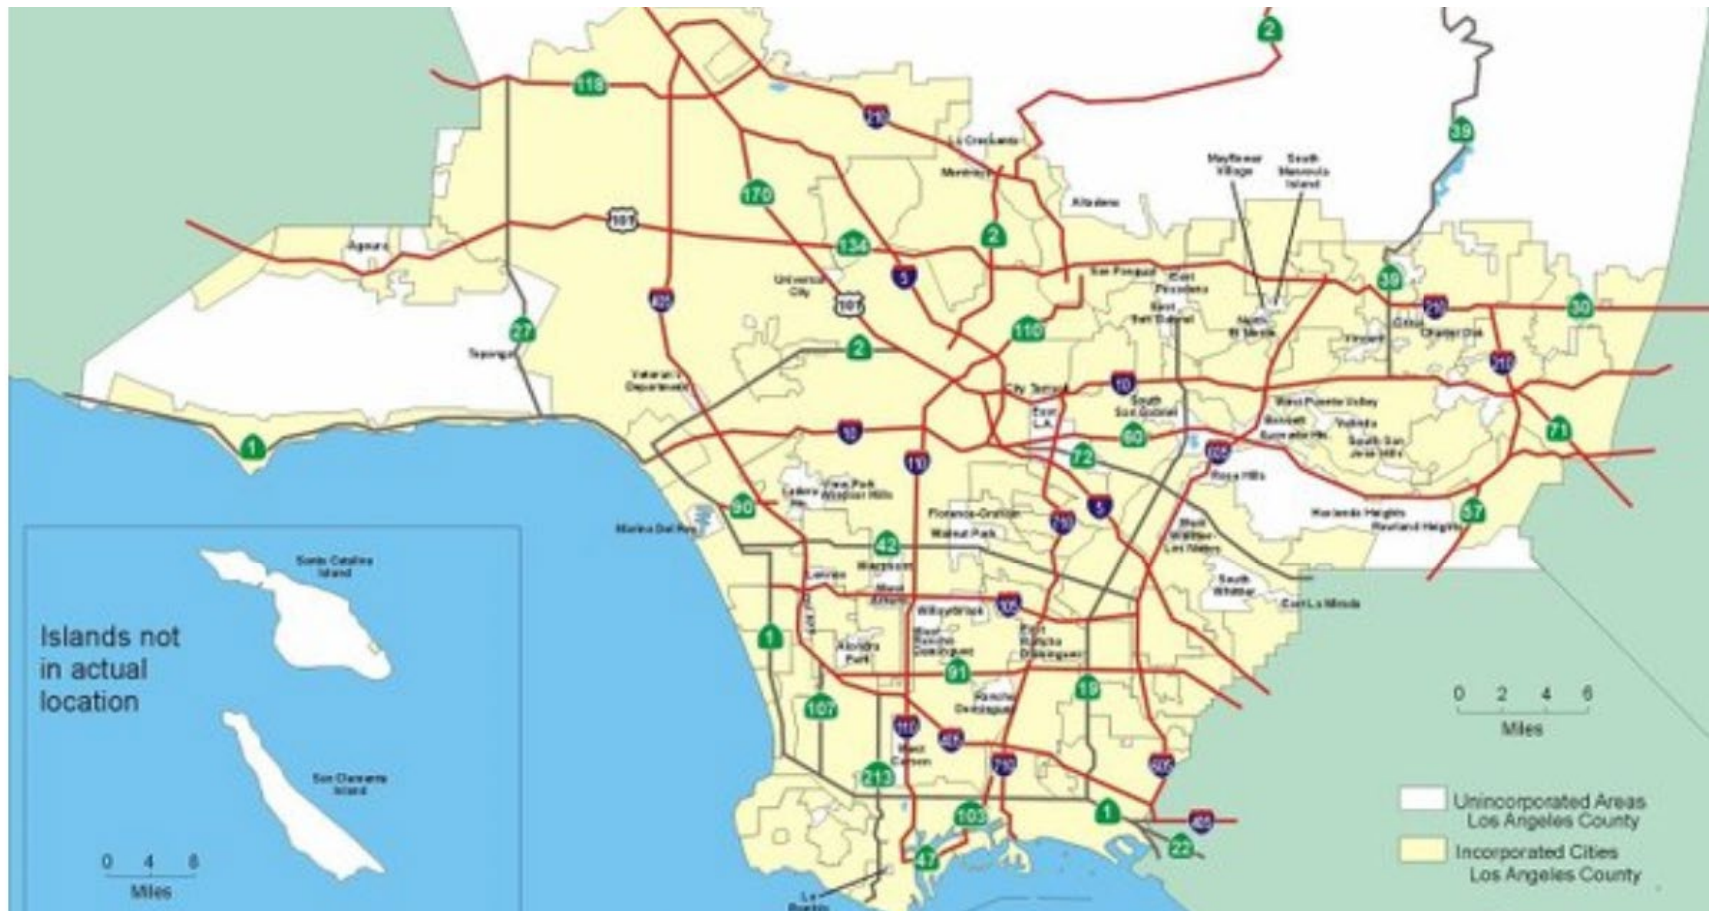 2
118
210
39
La Crescenta
Montrose
Mayflower
Village
South
Monrovia
Island
170
Altadena
101
134
2
Agoura
5
San Pasqual
East
Pasadena
39
Universal
City
405
101
East
San Gabriel
210
30
27
110
North
El Monte
Citrus
Charter Oak
Vincent
Topanga
2
210
Veteran's
Department
City Terrace
10
East
L.A.
South
San Gabriel
West Puente Valley
Bassett
Valinda
1
10
60
71
South San
Jose Hills
110
72
605
Rose Hills
90
Ladera
View Park
Windsor Hills
5
57
Marina Del Rey
Florence-Graham
Walnut Park
210
Hacienda Heights
Rowland Heights
West
Whittier-
Los Nietos
42
Santa Catalina
Island
Lennox
Westmont
West
Athens
South
Whittier
East La Mirada
105
Willowbrook
Islands not
in actual
location
1
Alondra
Park
West
Rancho
Dominguez
East
Rancho
Dominguez
91
19
Rancho
Dominguez
107
0 2 4 6
Miles
110
405
West
Carson
San Clemente
Island
213
710
605
103
1
405
Unincorporated Areas
Los Angeles County
22
47
0 4 8
Miles
Incorporated Cities
Los Angeles County
La
Rambla